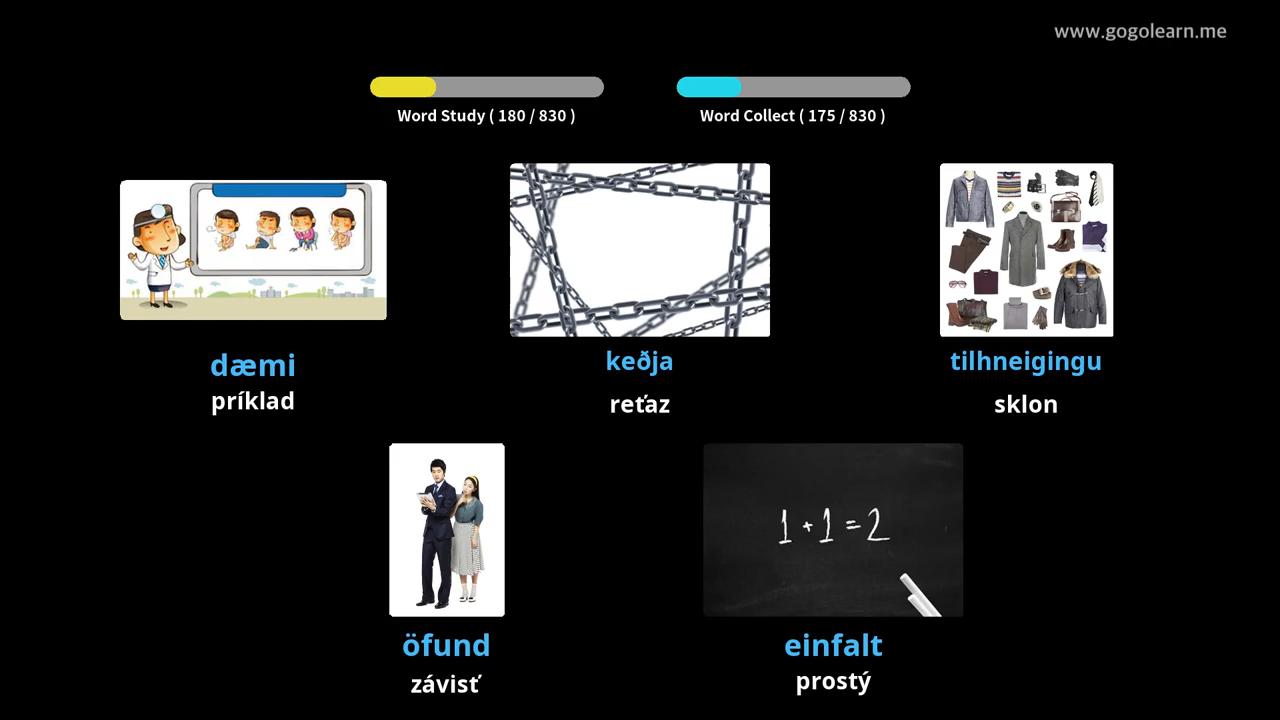 www.gogolearn.me
Word Study ( 180 / 830 )
Word Collect ( 175 / 830 )
dæmi
príklad
keðja
reťaz
tilhneigingu
sklon
1 + 1 = 2
öfund
závisť
einfalt
prostý